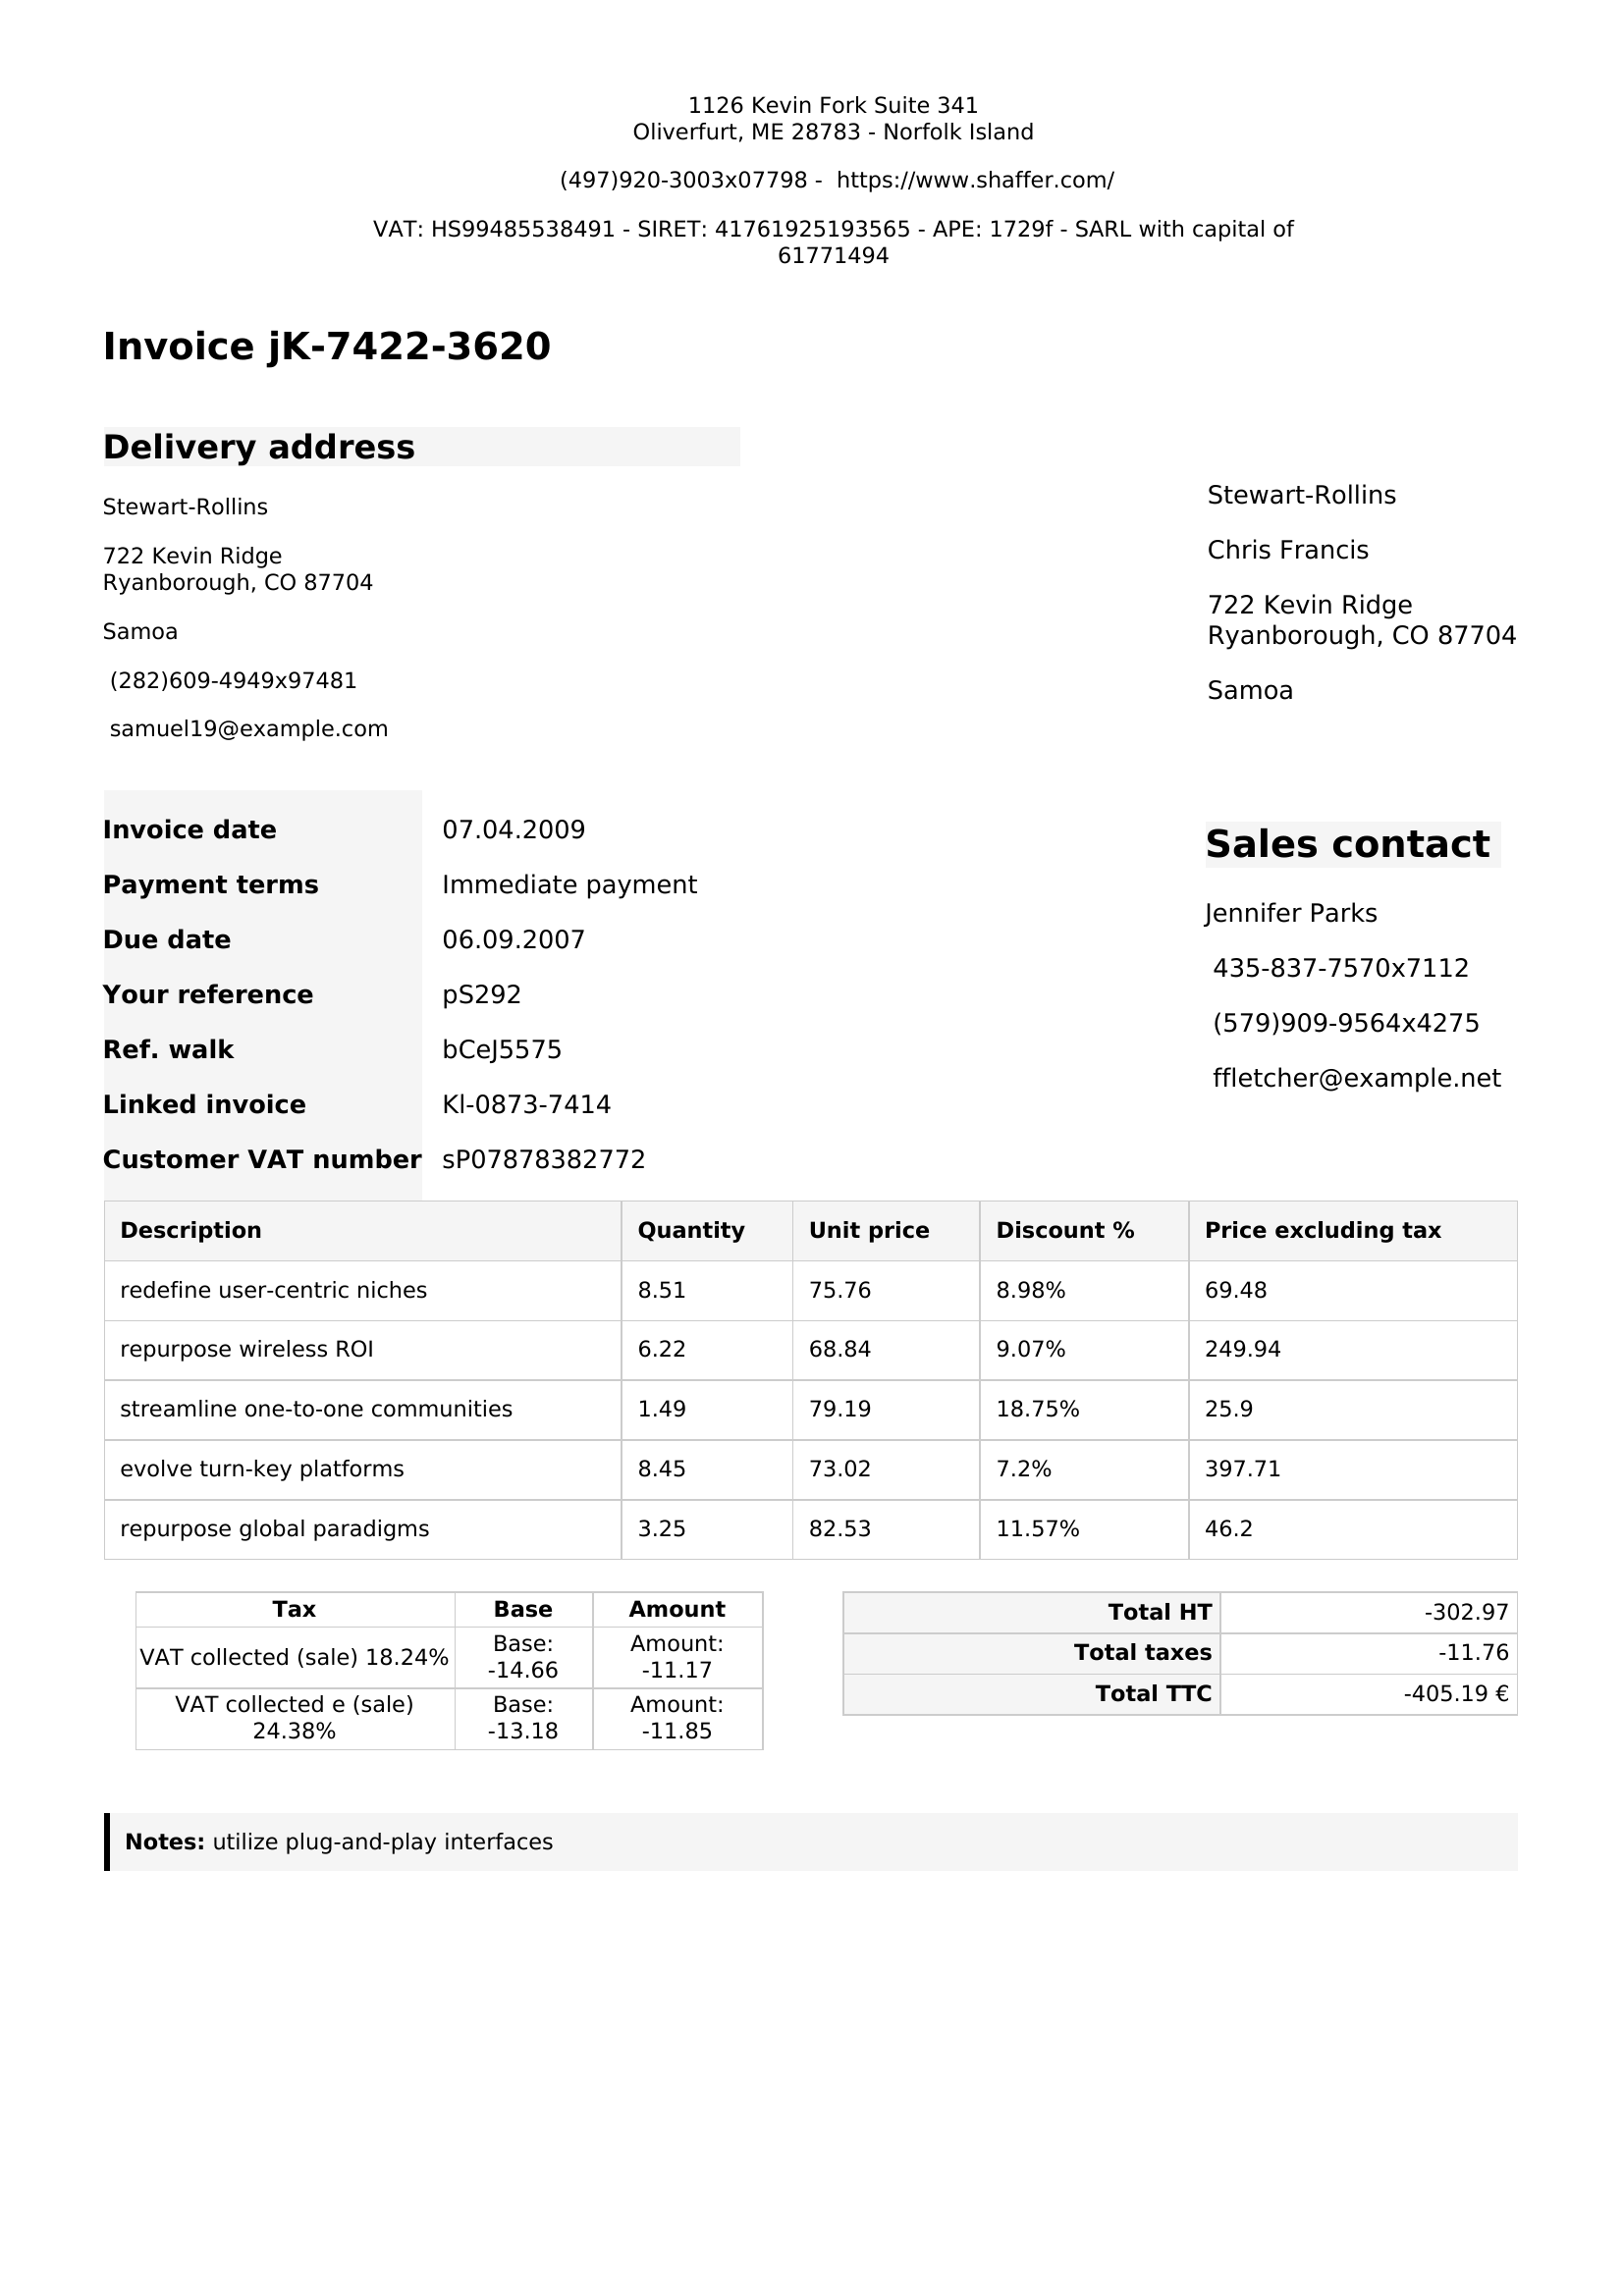 1126 Kevin Fork Suite 341
Oliverfurt, ME 28783 - Norfolk Island
(497)920-3003x07798 -  https://www.shaffer.com/
VAT: HS99485538491 - SIRET: 41761925193565 - APE: 1729f - SARL with capital of
61771494
Invoice jK-7422-3620
Delivery address
Stewart-Rollins
722 Kevin Ridge
Ryanborough, CO 87704
Samoa
(282)609-4949x97481
samuel19@example.com
Stewart-Rollins
Chris Francis
722 Kevin Ridge
Ryanborough, CO 87704
Samoa
Invoice date 07.04.2009
Payment terms Immediate payment
Due date 06.09.2007
Your reference pS292
Ref. walk bCeJ5575
Linked invoice Kl-0873-7414
Customer VAT number sP07878382772
Sales contact
Jennifer Parks
435-837-7570x7112
(579)909-9564x4275
ffletcher@example.net
Description Quantity Unit price Discount % Price excluding tax
redefine user-centric niches 8.51 75.76 8.98% 69.48
repurpose wireless ROI 6.22 68.84 9.07% 249.94
streamline one-to-one communities 1.49 79.19 18.75% 25.9
evolve turn-key platforms 8.45 73.02 7.2% 397.71
repurpose global paradigms 3.25 82.53 11.57% 46.2
Tax Base Amount
VAT collected (sale) 18.24% Base: -14.66 Amount: -11.17
VAT collected e (sale) 24.38% Base: -13.18 Amount: -11.85
Total HT -302.97
Total taxes -11.76
Total TTC -405.19 €
Notes: utilize plug-and-play interfaces